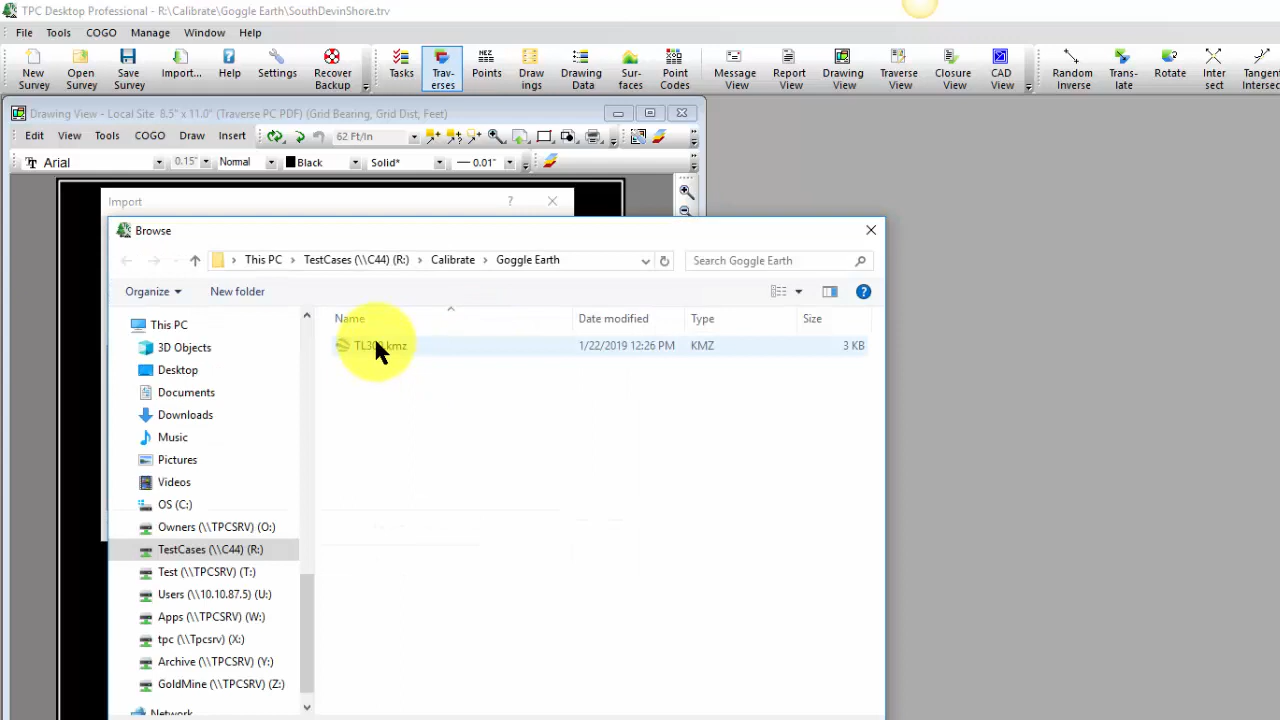 TPC Desktop Professional - R:\Calibrate\Goggle Earth\SouthDevinShore.trv
File Tools COGO Manage Window Help
New Survey Open Survey Save Survey Import... Help Settings Recover Backup Tasks Trav-erses Points Draw ings Drawing Data Sur-faces Point Codes Message View Report View Drawing View Traverse View Closure View CAD View Random Inverse Trans-late Rotate Inter sect Tangent Intersec
Drawing View - Local Site 8.5" x 11.0" (Traverse PC PDF) (Grid Bearing, Grid Dist, Feet)
Edit View Tools COGO Draw Insert 62 Ft/In
Arial 0.15" Normal Black Solid* 0.01"
Import ?
Browse
This PC > TestCases (\\C44) (R:) > Calibrate > Goggle Earth Search Goggle Earth
Organize New folder
Name Date modified Type Size
kmz 1/22/2019 12:26 PM KMZ 3 KB
This PC
3D Objects
Desktop
Documents
Downloads
Music
Pictures
Videos
OS (C:)
Owners (\\TPCSRV) (O:)
TestCases (\\C44) (R:)
Test (\\TPCSRV) (T:)
Users (\\10.10.87.5) (U:)
Apps (\\TPCSRV) (W:)
tpc (\\Tpcsrv) (X:)
Archive (\\TPCSRV) (Y:)
GoldMine (\\TPCSRV) (Z:)
Network